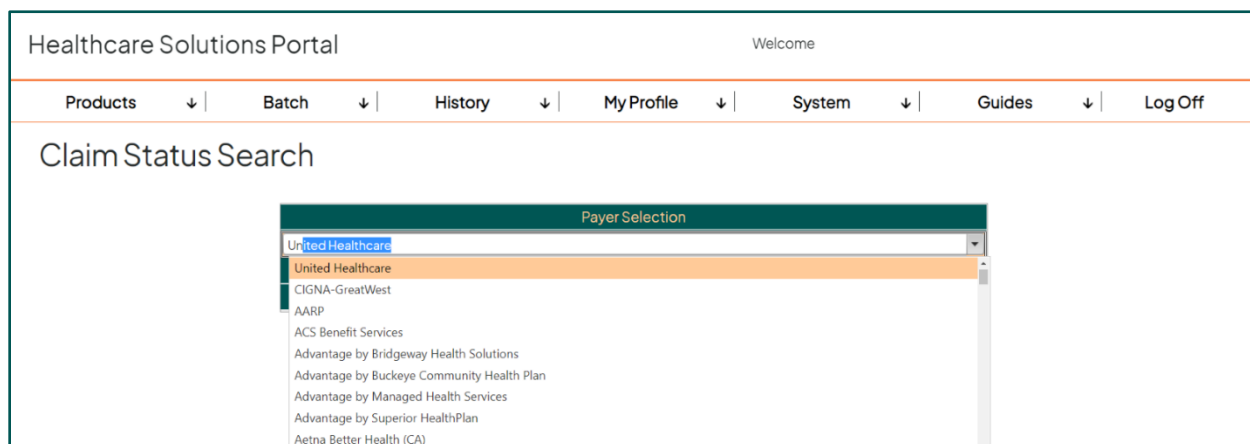 Healthcare Solutions Portal
Welcome
Products ↓ Batch ↓ History ↓ My Profile ↓ System ↓ Guides ↓ Log Off
Claim Status Search
Payer Selection
United Healthcare
United Healthcare
CIGNA-GreatWest
AARP
ACS Benefit Services
Advantage by Bridgeway Health Solutions
Advantage by Buckeye Community Health Plan
Advantage by Managed Health Services
Advantage by Superior HealthPlan
Aetna Better Health (CA)